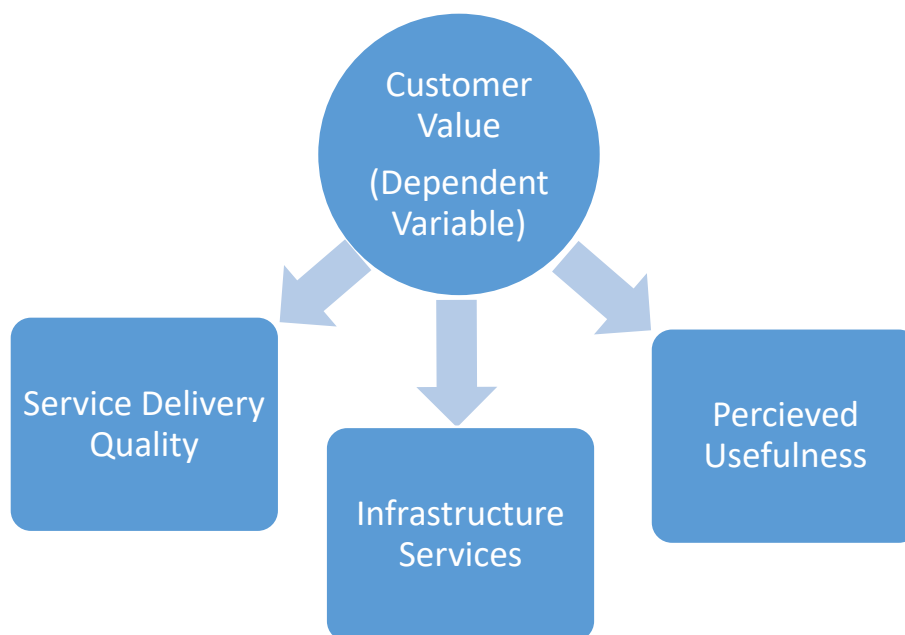 Customer
Value
(Dependent
Variable)
Service Delivery
Quality
Infrastructure
Services
Percieved
Usefulness